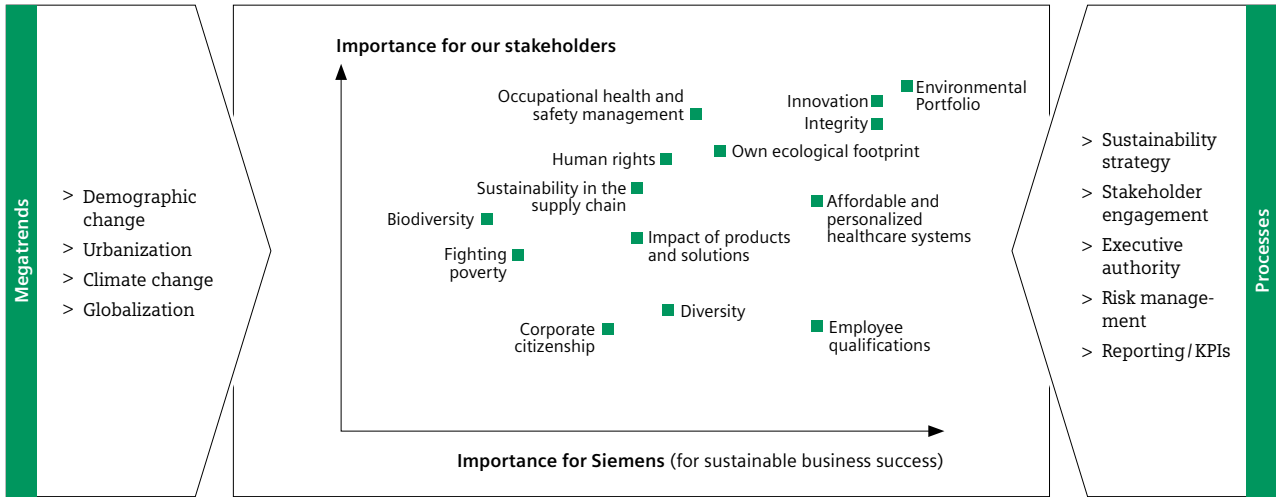 Megatrends
> Demographic
change
> Urbanization
> Climate change
> Globalization
Importance for our stakeholders
Environmental
Portfolio
Innovation
Integrity
Occupational health and
safety management
Own ecological footprint
Human rights
Sustainability in the
supply chain
Affordable and
personalized
healthcare systems
Biodiversity
Impact of products
and solutions
Fighting
poverty
Diversity
Corporate
citizenship
Employee
qualifications
Importance for Siemens (for sustainable business success)
> Sustainability
strategy
> Stakeholder
engagement
> Executive
authority
> Risk manage-
ment
> Reporting / KPIs
Processes